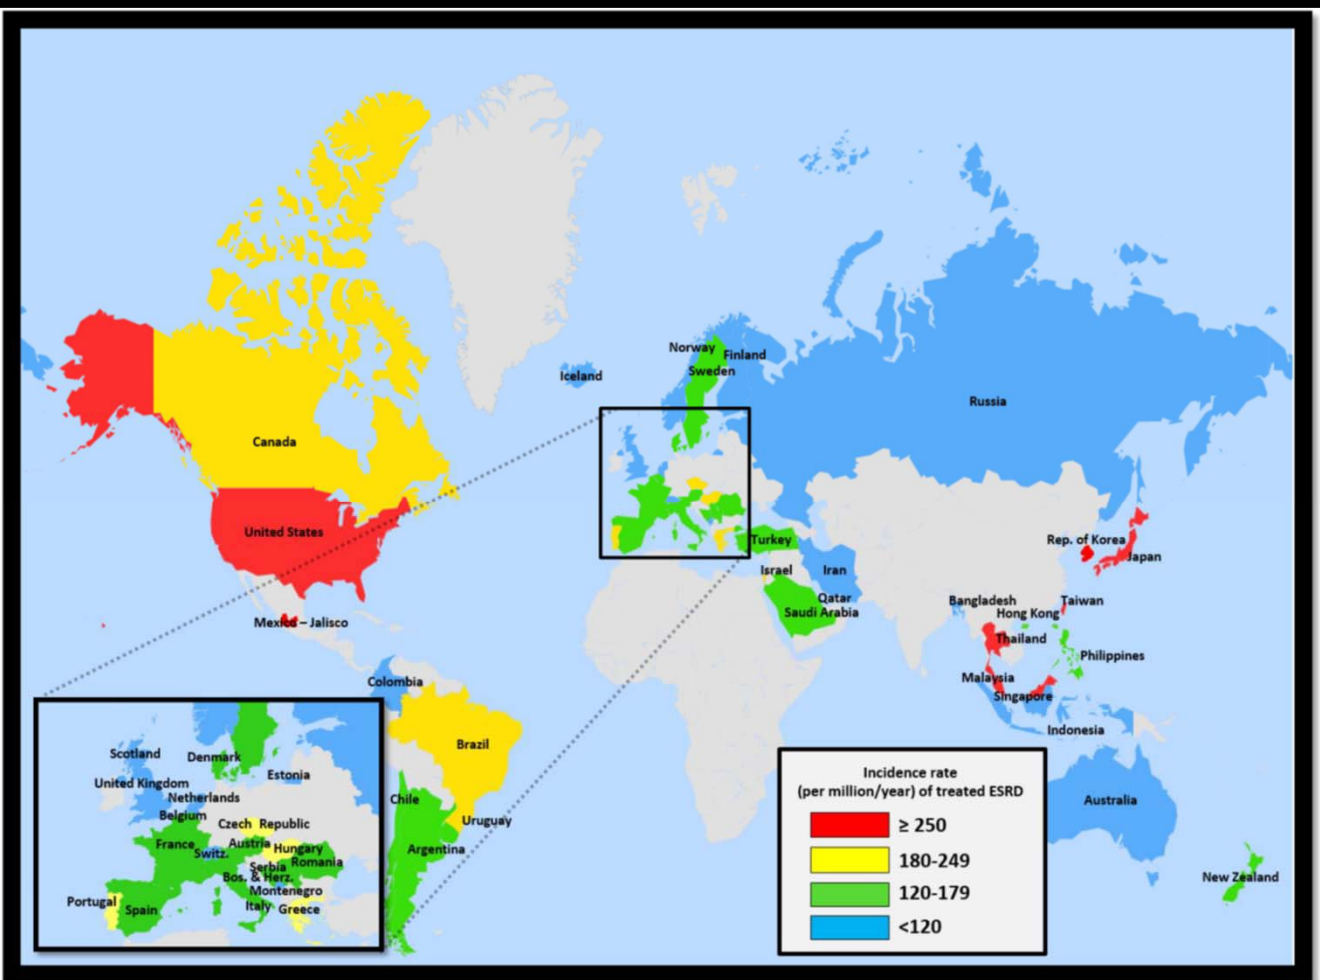 Norway
Finland
Sweden
Iceland
Russia
Canada
United States
Turkey
Rep. of Korea
Japan
Israel
Iran
Qatar
Saudi Arabia
Bangladesh
Taiwan
Hong Kong
Thailand
Mexico – Jalisco
Philippines
Malaysia
Singapore
Colombia
Indonesia
Brazil
Chile
Uruguay
Argentina
Australia
New Zealand
Scotland
Denmark
Estonia
United Kingdom
Netherlands
Belgium
Czech Republic
France
Austria
Hungary
Switz.
Romania
Serbia
Bos. & Herz.
Montenegro
Portugal
Spain
Italy
Greece
Incidence rate
(per million/year) of treated ESRD
≥ 250
180-249
120-179
<120